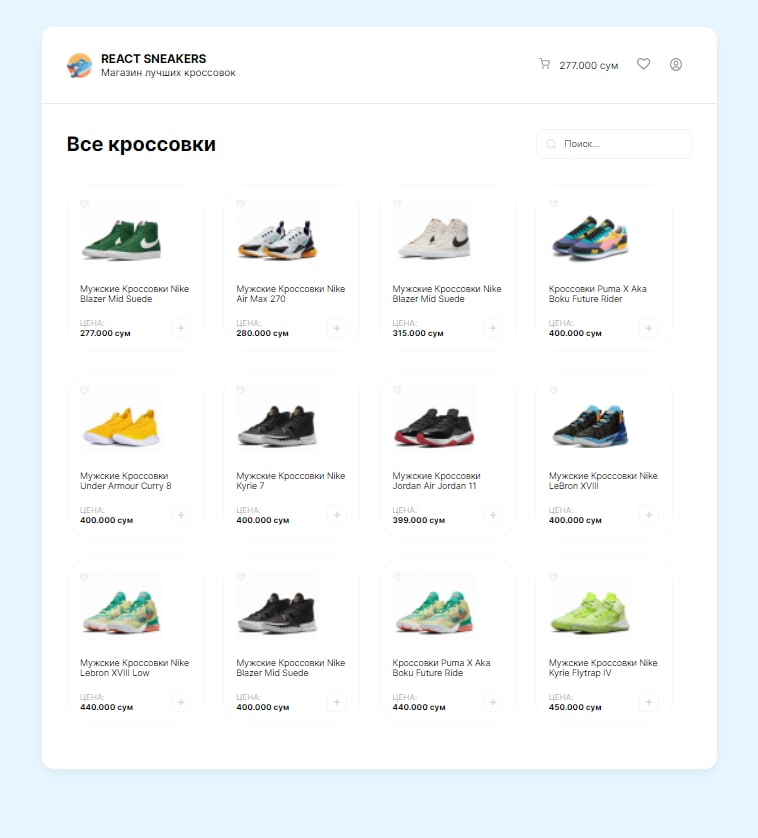 REACT SNEAKERS
Магазин лучших кроссовок
277.000 сум
Все кроссовки
Поиск...
Мужские Кроссовки Nike
Blazer Mid Suede
ЦЕНА:
277.000 сум
Мужские Кроссовки Nike
Air Max 270
ЦЕНА:
280.000 сум
Мужские Кроссовки Nike
Blazer Mid Suede
ЦЕНА:
315.000 сум
Кроссовки Puma X Aka
Boku Future Rider
ЦЕНА:
400.000 сум
Мужские Кроссовки
Under Armour Curry 8
ЦЕНА:
400.000 сум
Мужские Кроссовки Nike
Kyrie 7
ЦЕНА:
400.000 сум
Мужские Кроссовки
Jordan Air Jordan 11
ЦЕНА:
399.000 сум
Мужские Кроссовки Nike
LeBron XVIII
ЦЕНА:
400.000 сум
Мужские Кроссовки Nike
Lebron XVIII Low
ЦЕНА:
440.000 сум
Мужские Кроссовки Nike
Blazer Mid Suede
ЦЕНА:
400.000 сум
Кроссовки Puma X Aka
Boku Future Ride
ЦЕНА:
440.000 сум
Мужские Кроссовки Nike
Kyrie Flytrap IV
ЦЕНА:
450.000 сум